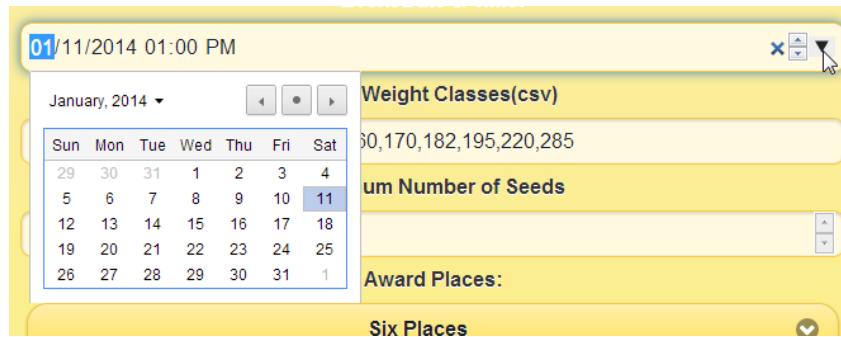 01/11/2014 01:00 PM
January, 2014
Weight Classes(csv)
Sun Mon Tue Wed Thu Fri Sat
60,170,182,195,220,285
29 30 31 1 2 3 4
5 6 7 8 9 10 11
um Number of Seeds
12 13 14 15 16 17 18
19 20 21 22 23 24 25
26 27 28 29 30 31 1
Award Places:
Six Places